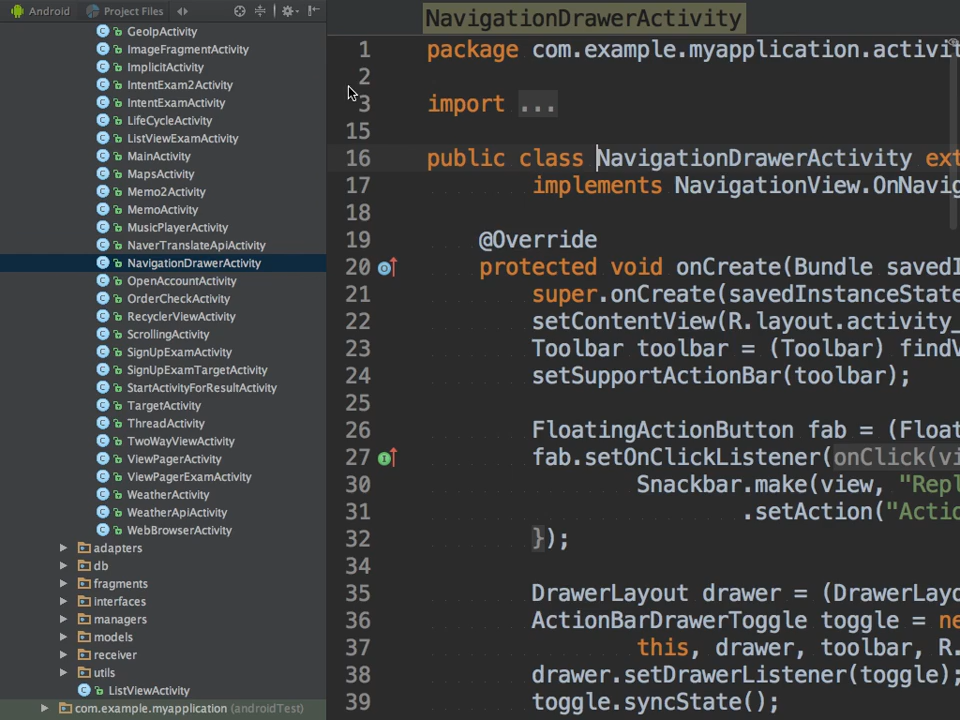 Android
Project Files
GeoIpActivity
ImageFragmentActivity
ImplicitActivity
IntentExam2Activity
IntentExamActivity
LifeCycleActivity
ListViewExamActivity
MainActivity
MapsActivity
Memo2Activity
MemoActivity
MusicPlayerActivity
NaverTranslateApiActivity
NavigationDrawerActivity
OpenAccountActivity
OrderCheckActivity
RecyclerViewActivity
ScrollingActivity
SignUpExamActivity
SignUpExamTargetActivity
StartActivityForResultActivity
TargetActivity
ThreadActivity
TwoWayViewActivity
ViewPagerActivity
ViewPagerExamActivity
WeatherActivity
WeatherApiActivity
WebBrowserActivity
adapters
db
fragments
interfaces
managers
models
receiver
utils
ListViewActivity
com.example.myapplication (androidTest)
NavigationDrawerActivity
1 package com.example.myapplication.activit
2
3 import ...
15
16 public class NavigationDrawerActivity ext
17 implements NavigationView.OnNavig
18
19 @Override
20 protected void onCreate(Bundle savedI
21 super.onCreate(savedInstanceState
22 setContentView(R.layout.activity_
23 Toolbar toolbar = (Toolbar) findV
24 setSupportActionBar(toolbar);
25
26 FloatingActionButton fab = (Float
27 fab.setOnClickListener(onClick(vi
30 Snackbar.make(view, "Repl
31 .setAction("Actio
32 });
34
35 DrawerLayout drawer = (DrawerLayo
36 ActionBarDrawerToggle toggle = ne
37 this, drawer, toolbar, R.
38 drawer.setDrawerListener(toggle);
39 toggle.syncState();